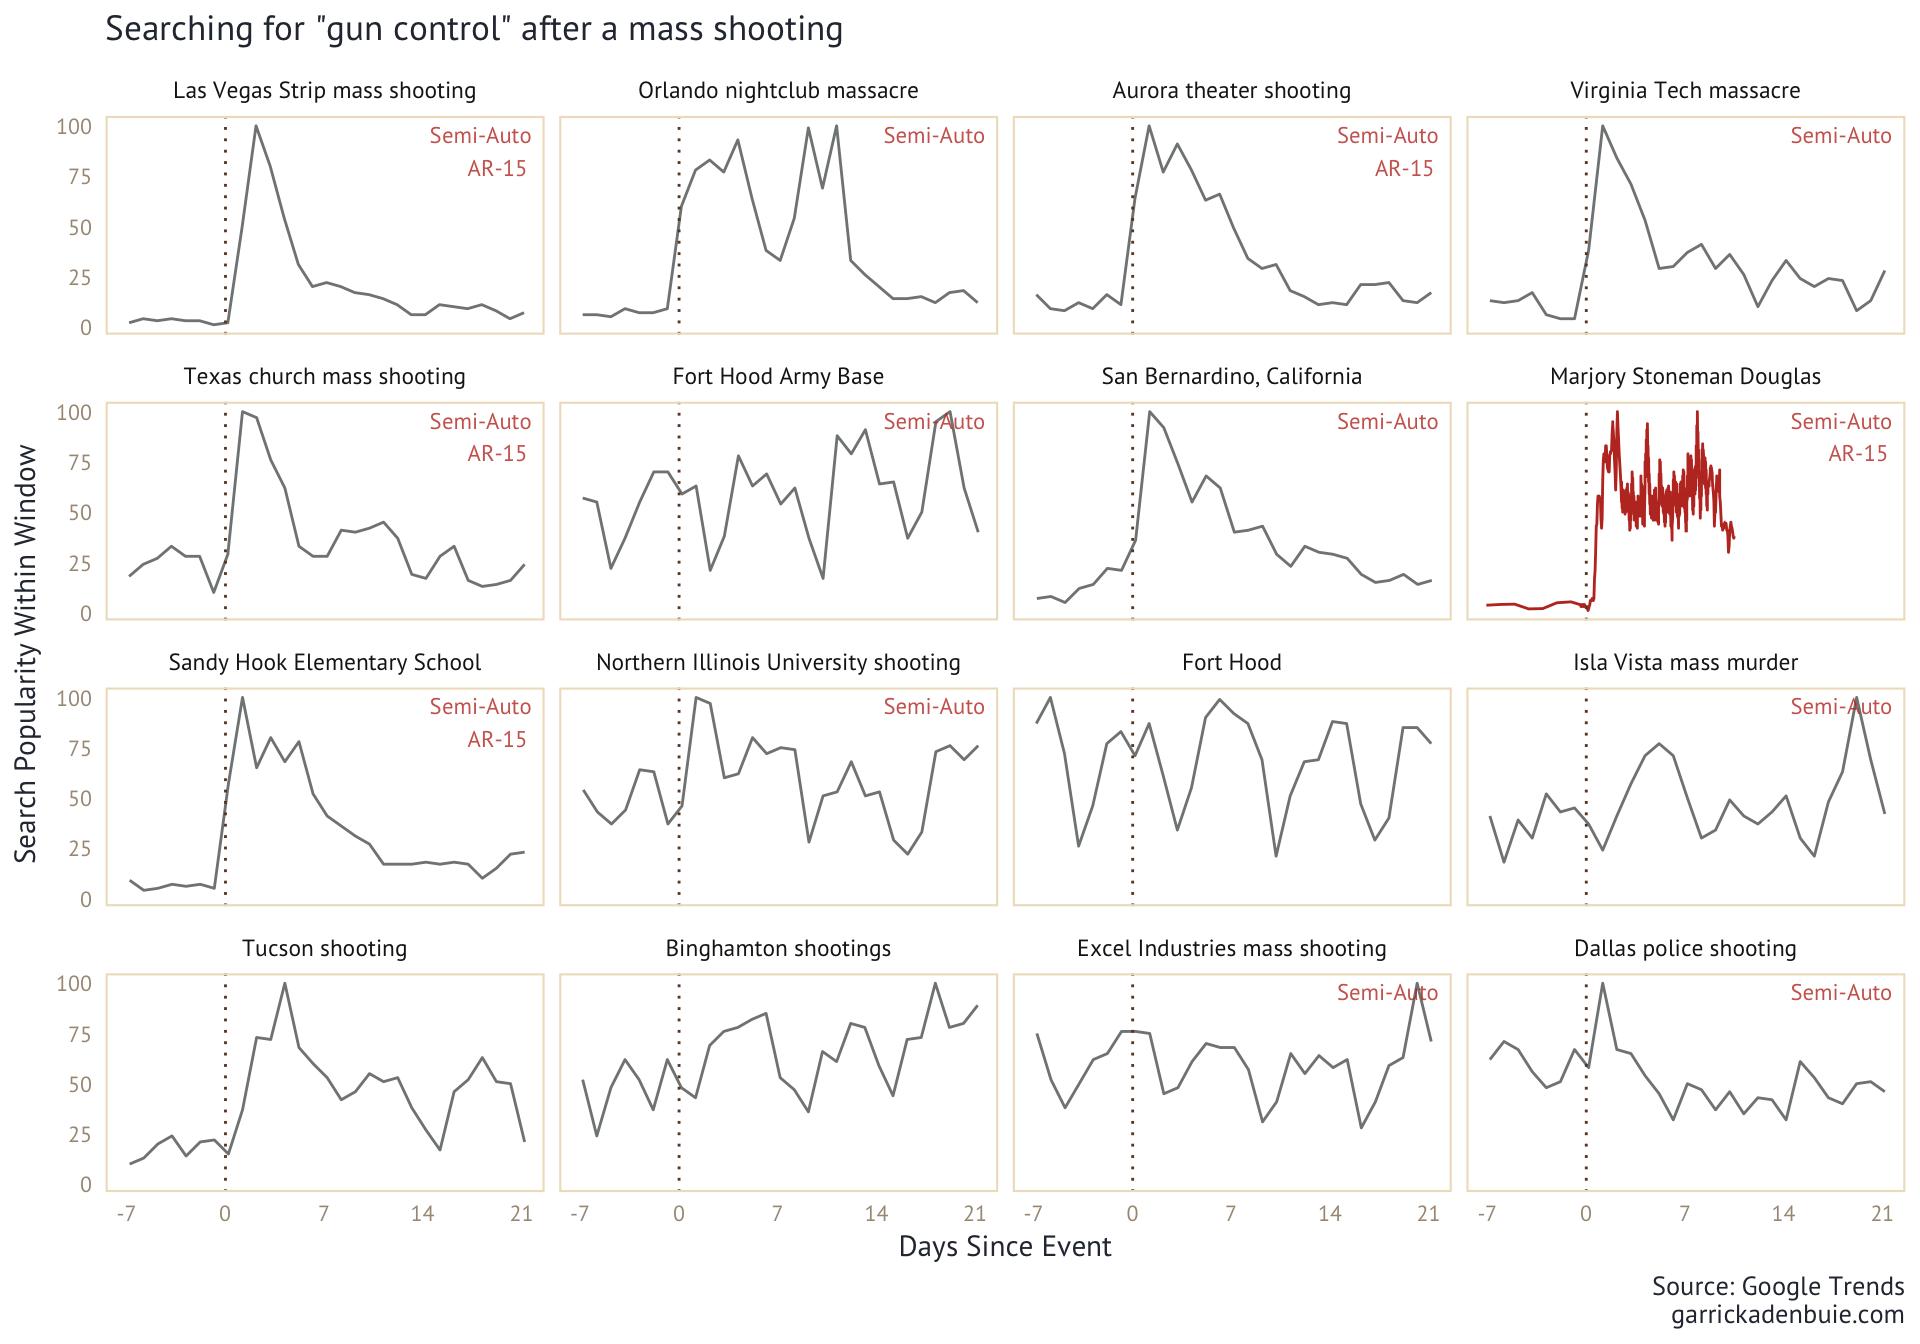 Searching for "gun control" after a mass shooting
Las Vegas Strip mass shooting
Orlando nightclub massacre
Aurora theater shooting
Virginia Tech massacre
100
75
50
25
0
Semi-Auto
AR-15
Semi-Auto
Semi-Auto
AR-15
Semi-Auto
Texas church mass shooting
Fort Hood Army Base
San Bernardino, California
Marjory Stoneman Douglas
100
75
50
25
0
Semi-Auto
AR-15
Semi-Auto
Semi-Auto
Semi-Auto
AR-15
Search Popularity Within Window
Sandy Hook Elementary School
Northern Illinois University shooting
Fort Hood
Isla Vista mass murder
100
75
50
25
0
Semi-Auto
AR-15
Semi-Auto
Semi-Auto
Tucson shooting
Binghamton shootings
Excel Industries mass shooting
Dallas police shooting
100
75
50
25
0
Semi-Auto
Semi-Auto
-7 0 7 14 21
-7 0 7 14 21
-7 0 7 14 21
-7 0 7 14 21
Days Since Event
Source: Google Trends
garrickadenbuie.com